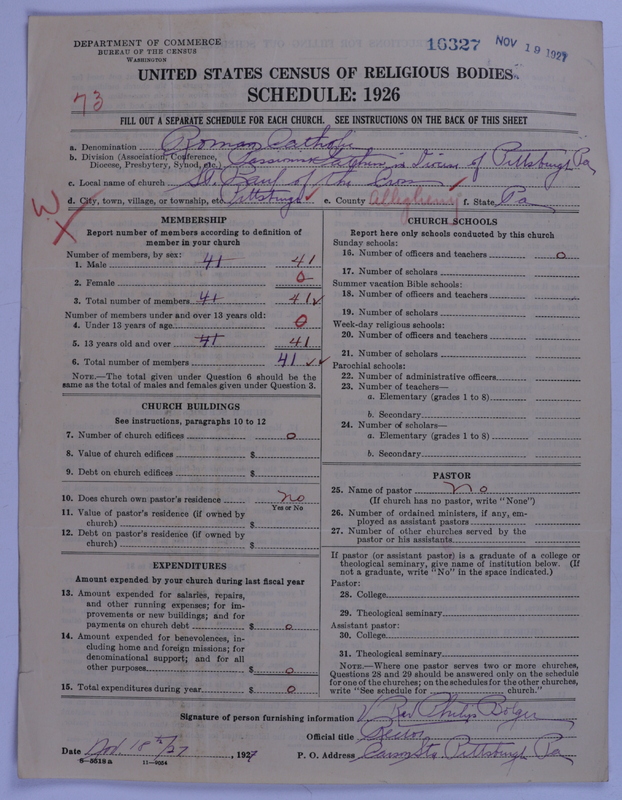 DEPARTMENT OF COMMERCE
BUREAU OF THE CENSUS
WASHINGTON
16327 NOV 19 1927
UNITED STATES CENSUS OF RELIGIOUS BODIES
SCHEDULE: 1926
73
FILL OUT A SEPARATE SCHEDULE FOR EACH CHURCH. SEE INSTRUCTIONS ON THE BACK OF THIS SHEET
a. Denomination Roman Catholic
b. Division (Association, Conference, Diocese, Presbytery, Synod, etc.) in Diocese of Pittsburgh Pa
c. Local name of church St. Paul of the Cross
d. City, town, village, or township, etc. Pittsburgh e. County Allegheny f. State Pa
MEMBERSHIP
Report number of members according to definition of
member in your church
Number of members, by sex:
1. Male 41 41
2. Female 0
3. Total number of members 41 41
Number of members under and over 13 years old:
4. Under 13 years of age 0
5. 13 years old and over 41 41
6. Total number of members 41
NOTE.—The total given under Question 6 should be the
same as the total of males and females given under Question 3.
CHURCH BUILDINGS
See instructions, paragraphs 10 to 12
7. Number of church edifices 0
8. Value of church edifices $
9. Debt on church edifices $
10. Does church own pastor's residence no
Yes or No
11. Value of pastor's residence (if owned by
church) $
12. Debt on pastor's residence (if owned by
church) $
EXPENDITURES
Amount expended by your church during last fiscal year
13. Amount expended for salaries, repairs,
and other running expenses; for im-
provements or new buildings; and for
payments on church debt $ 0
14. Amount expended for benevolences, in-
cluding home and foreign missions; for
denominational support; and for all
other purposes $ 0
15. Total expenditures during year $ 0
CHURCH SCHOOLS
Report here only schools conducted by this church
Sunday schools:
16. Number of officers and teachers 0
17. Number of scholars
Summer vacation Bible schools:
18. Number of officers and teachers
19. Number of scholars
Week-day religious schools:
20. Number of officers and teachers
21. Number of scholars
Parochial schools:
22. Number of administrative officers
23. Number of teachers—
a. Elementary (grades 1 to 8)
b. Secondary
24. Number of scholars—
a. Elementary (grades 1 to 8)
b. Secondary
PASTOR
25. Name of pastor No
(If church has no pastor, write "None")
26. Number of ordained ministers, if any, em-
ployed as assistant pastors
27. Number of other churches served by the
pastor or his assistants
If pastor (or assistant pastor) is a graduate of a college or
theological seminary, give name of institution below. (If
not a graduate, write "No" in the space indicated.)
Pastor:
28. College
29. Theological seminary
Assistant pastor:
30. College
31. Theological seminary
NOTE.—Where one pastor serves two or more churches,
Questions 28 and 29 should be answered only on the schedule
for one of the churches; on the schedules for the other churches,
write "See schedule for church."
Signature of person furnishing information V. Rev Philip Bolger
Official title Rector
Date Nov 18th/27, 1927 P. O. Address Carson St. Pittsburgh Pa
8—5518 a 11—9054